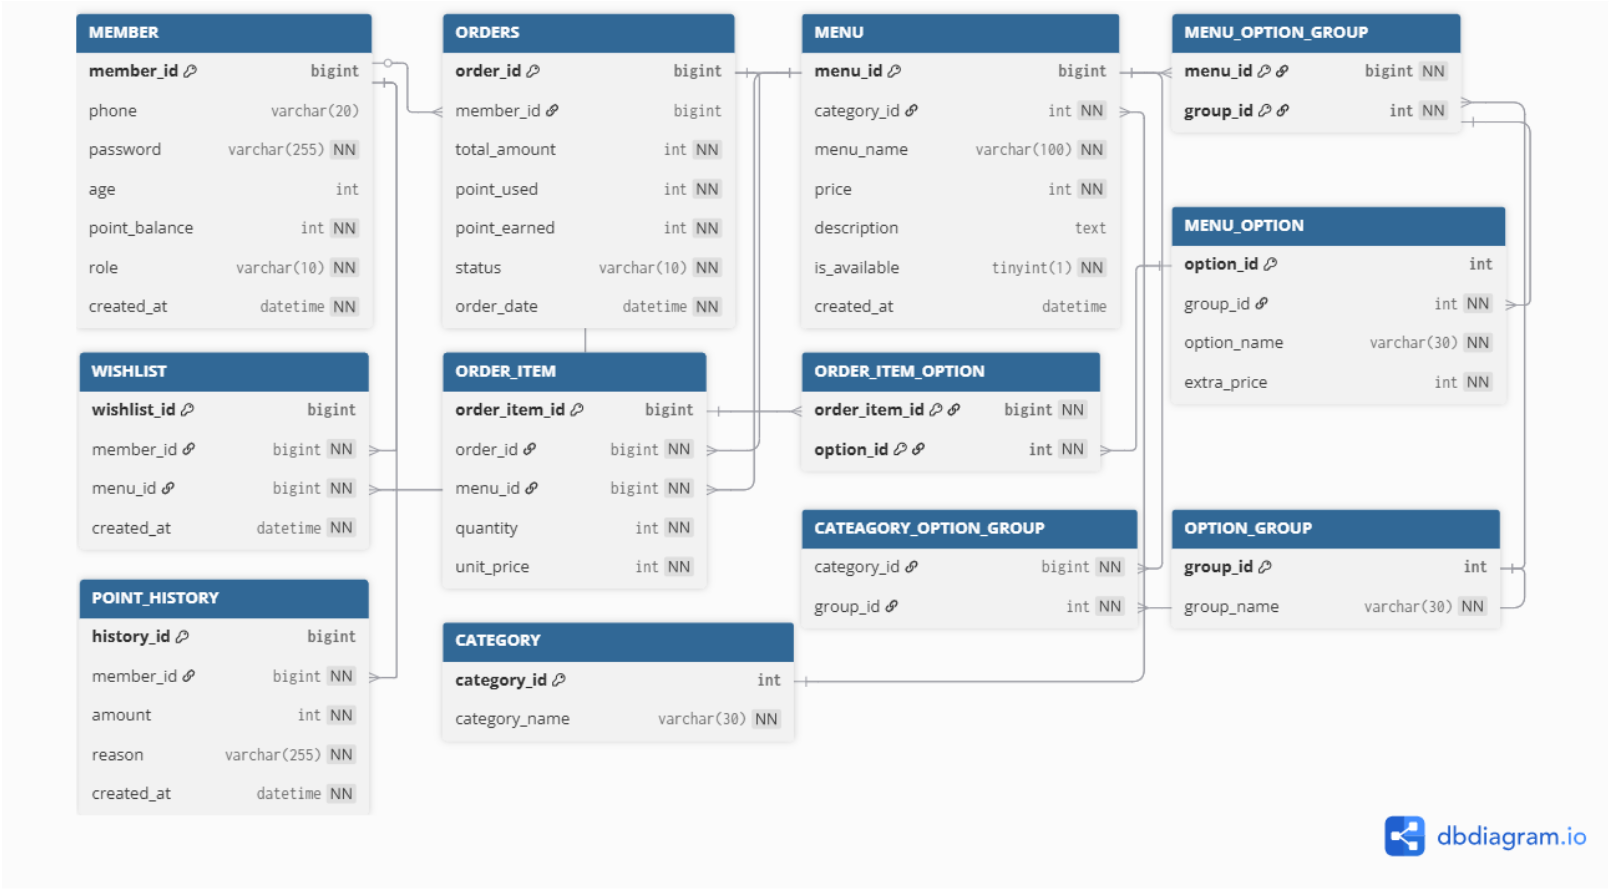 MEMBER
member_id bigint
phone varchar(20)
password varchar(255) NN
age int
point_balance int NN
role varchar(10) NN
created_at datetime NN
ORDERS
order_id bigint
member_id bigint
total_amount int NN
point_used int NN
point_earned int NN
status varchar(10) NN
order_date datetime NN
MENU
menu_id bigint
category_id int NN
menu_name varchar(100) NN
price int NN
description text
is_available tinyint(1) NN
created_at datetime
MENU_OPTION_GROUP
menu_id bigint NN
group_id int NN
MENU_OPTION
option_id int
group_id int NN
option_name varchar(30) NN
extra_price int NN
WISHLIST
wishlist_id bigint
member_id bigint NN
menu_id bigint NN
created_at datetime NN
ORDER_ITEM
order_item_id bigint
order_id bigint NN
menu_id bigint NN
quantity int NN
unit_price int NN
ORDER_ITEM_OPTION
order_item_id bigint NN
option_id int NN
CATEAGORY_OPTION_GROUP
category_id bigint NN
group_id int NN
OPTION_GROUP
group_id int
group_name varchar(30) NN
POINT_HISTORY
history_id bigint
member_id bigint NN
amount int NN
reason varchar(255) NN
created_at datetime NN
CATEGORY
category_id int
category_name varchar(30) NN
dbdiagram.io